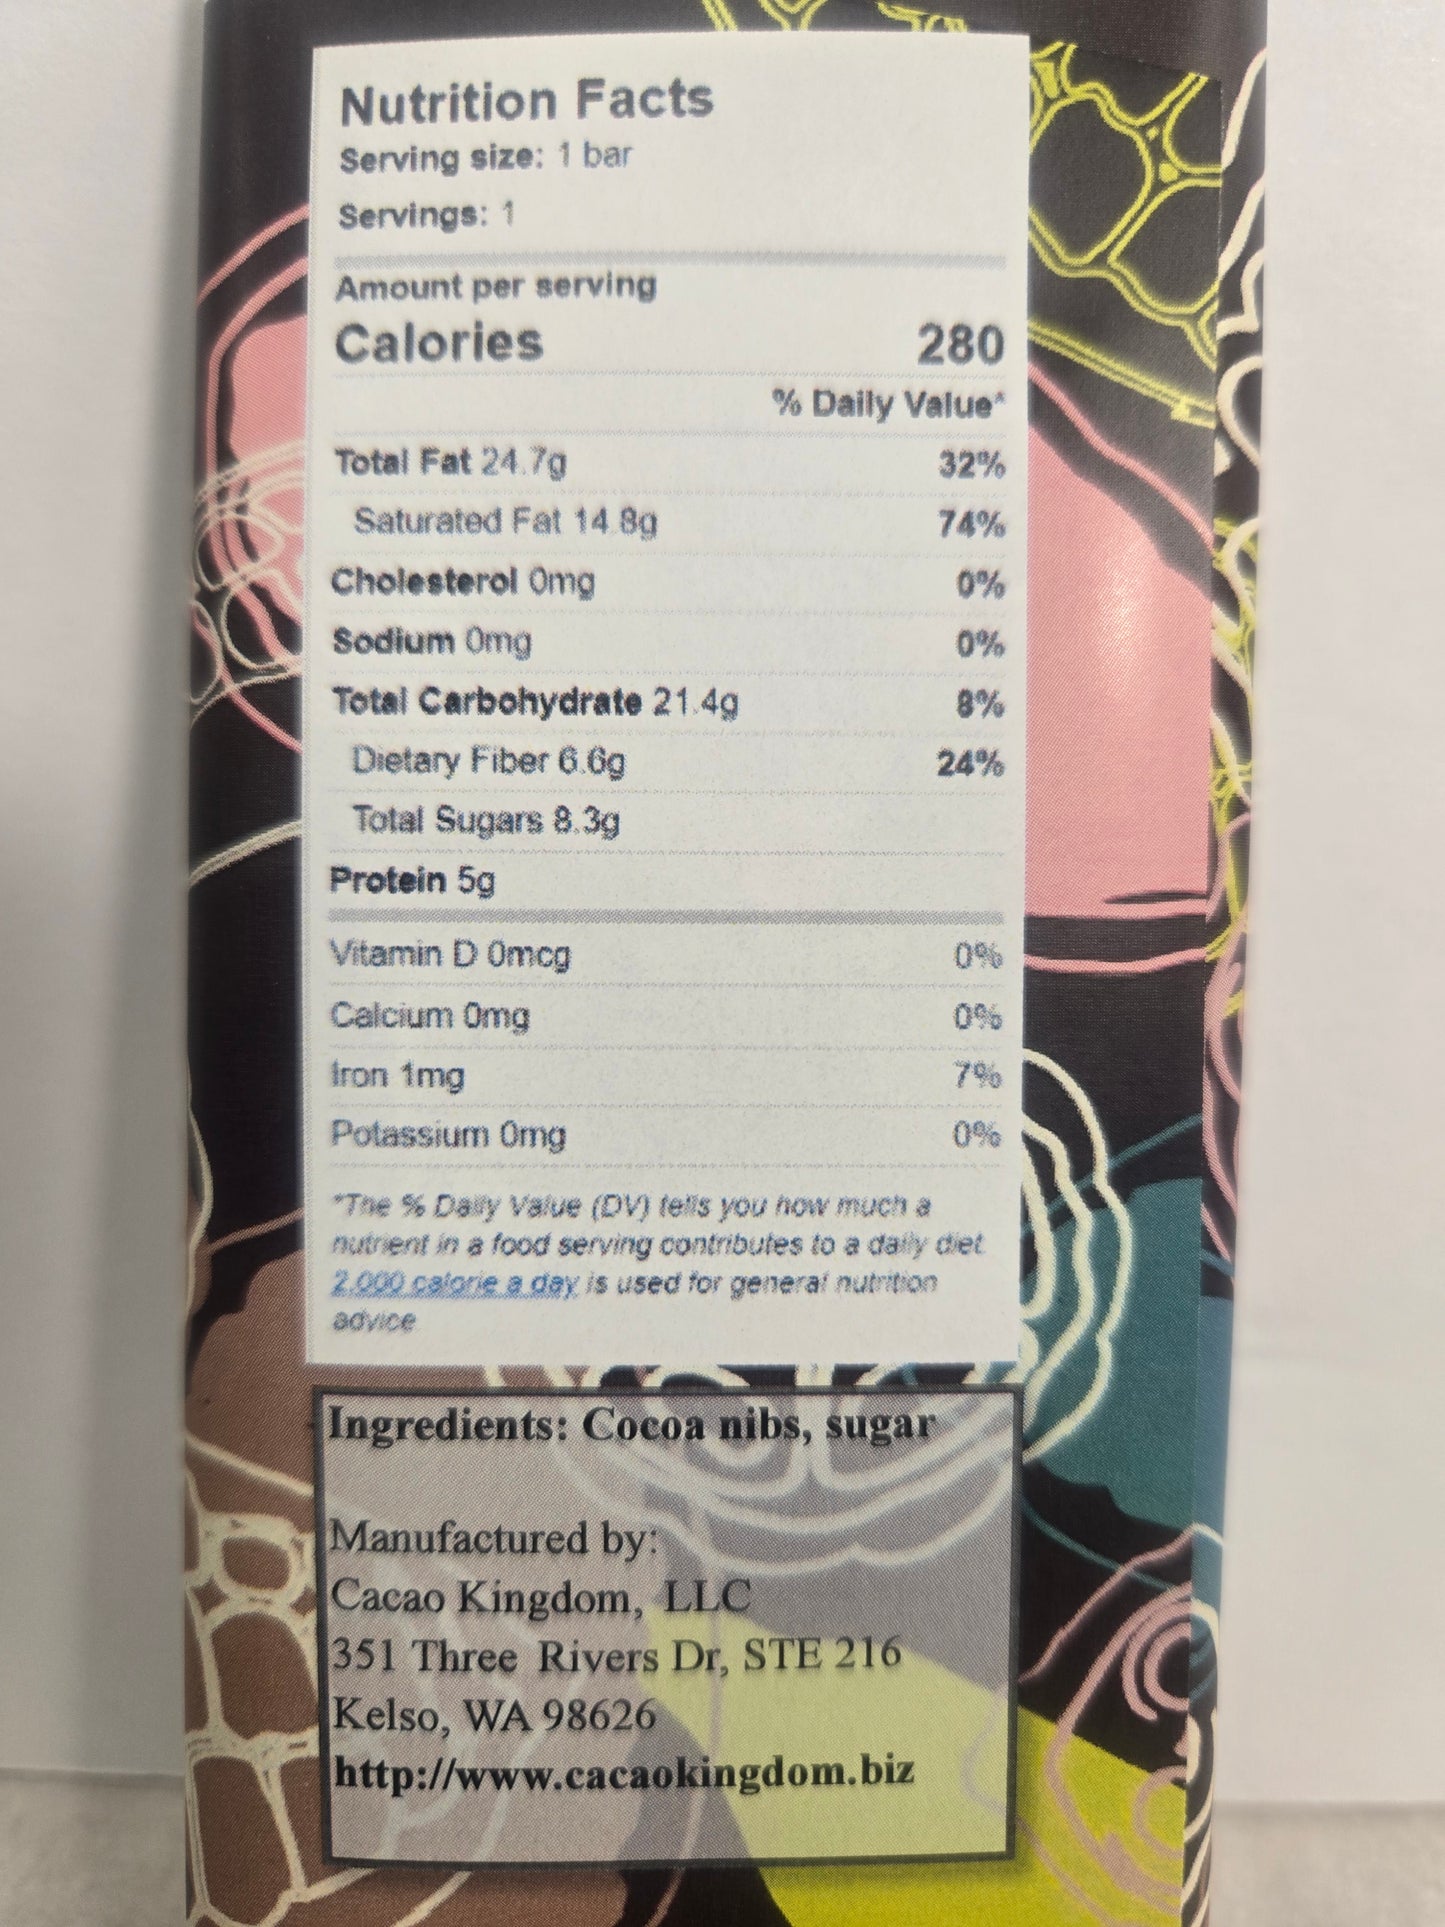 Nutrition Facts
Serving size: 1 bar
Servings: 1
Amount per serving
Calories 280
% Daily Value*
Total Fat 24.7g 32%
Saturated Fat 14.8g 74%
Cholesterol 0mg 0%
Sodium 0mg 0%
Total Carbohydrate 21.4g 8%
Dietary Fiber 6.6g 24%
Total Sugars 8.3g
Protein 5g
Vitamin D 0mcg 0%
Calcium 0mg 0%
Iron 1mg 7%
Potassium 0mg 0%
*The % Daily Value (DV) tells you how much a
nutrient in a food serving contributes to a daily diet.
2,000 calorie a day is used for general nutrition
advice
Ingredients: Cocoa nibs, sugar
Manufactured by:
Cacao Kingdom, LLC
351 Three Rivers Dr, STE 216
Kelso, WA 98626
http://www.cacaokingdom.biz